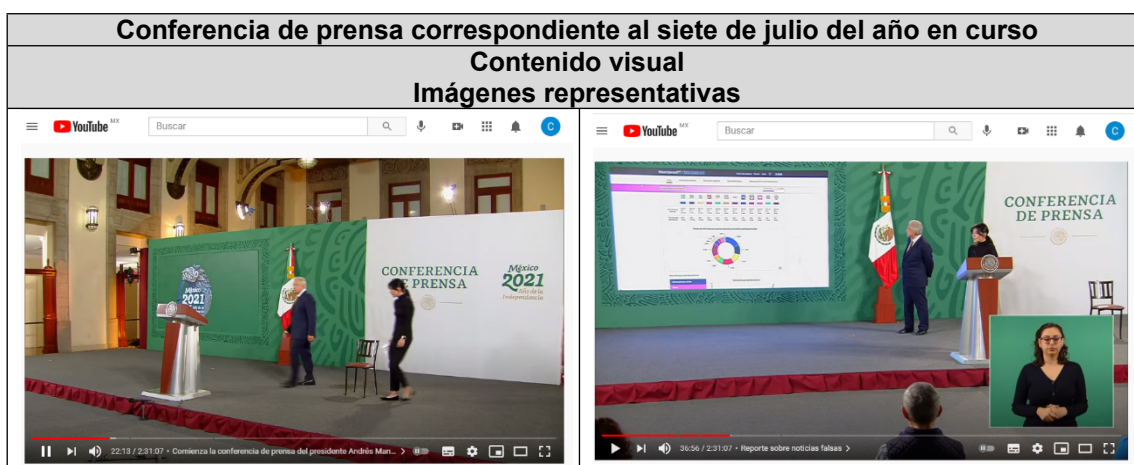 Conferencia de prensa correspondiente al siete de julio del año en curso
Contenido visual
Imágenes representativas
YouTube MX
Buscar
C
México
2021
CONFERENCIA
DE PRENSA
México
2021
Año de la
Independencia
22:13 / 2:31:07 • Comienza la conferencia de prensa del presidente Andrés Man...
YouTube MX
Buscar
C
CONFERENCIA
DE PRENSA
36:56 / 2:31:07 • Reporte sobre noticias falsas